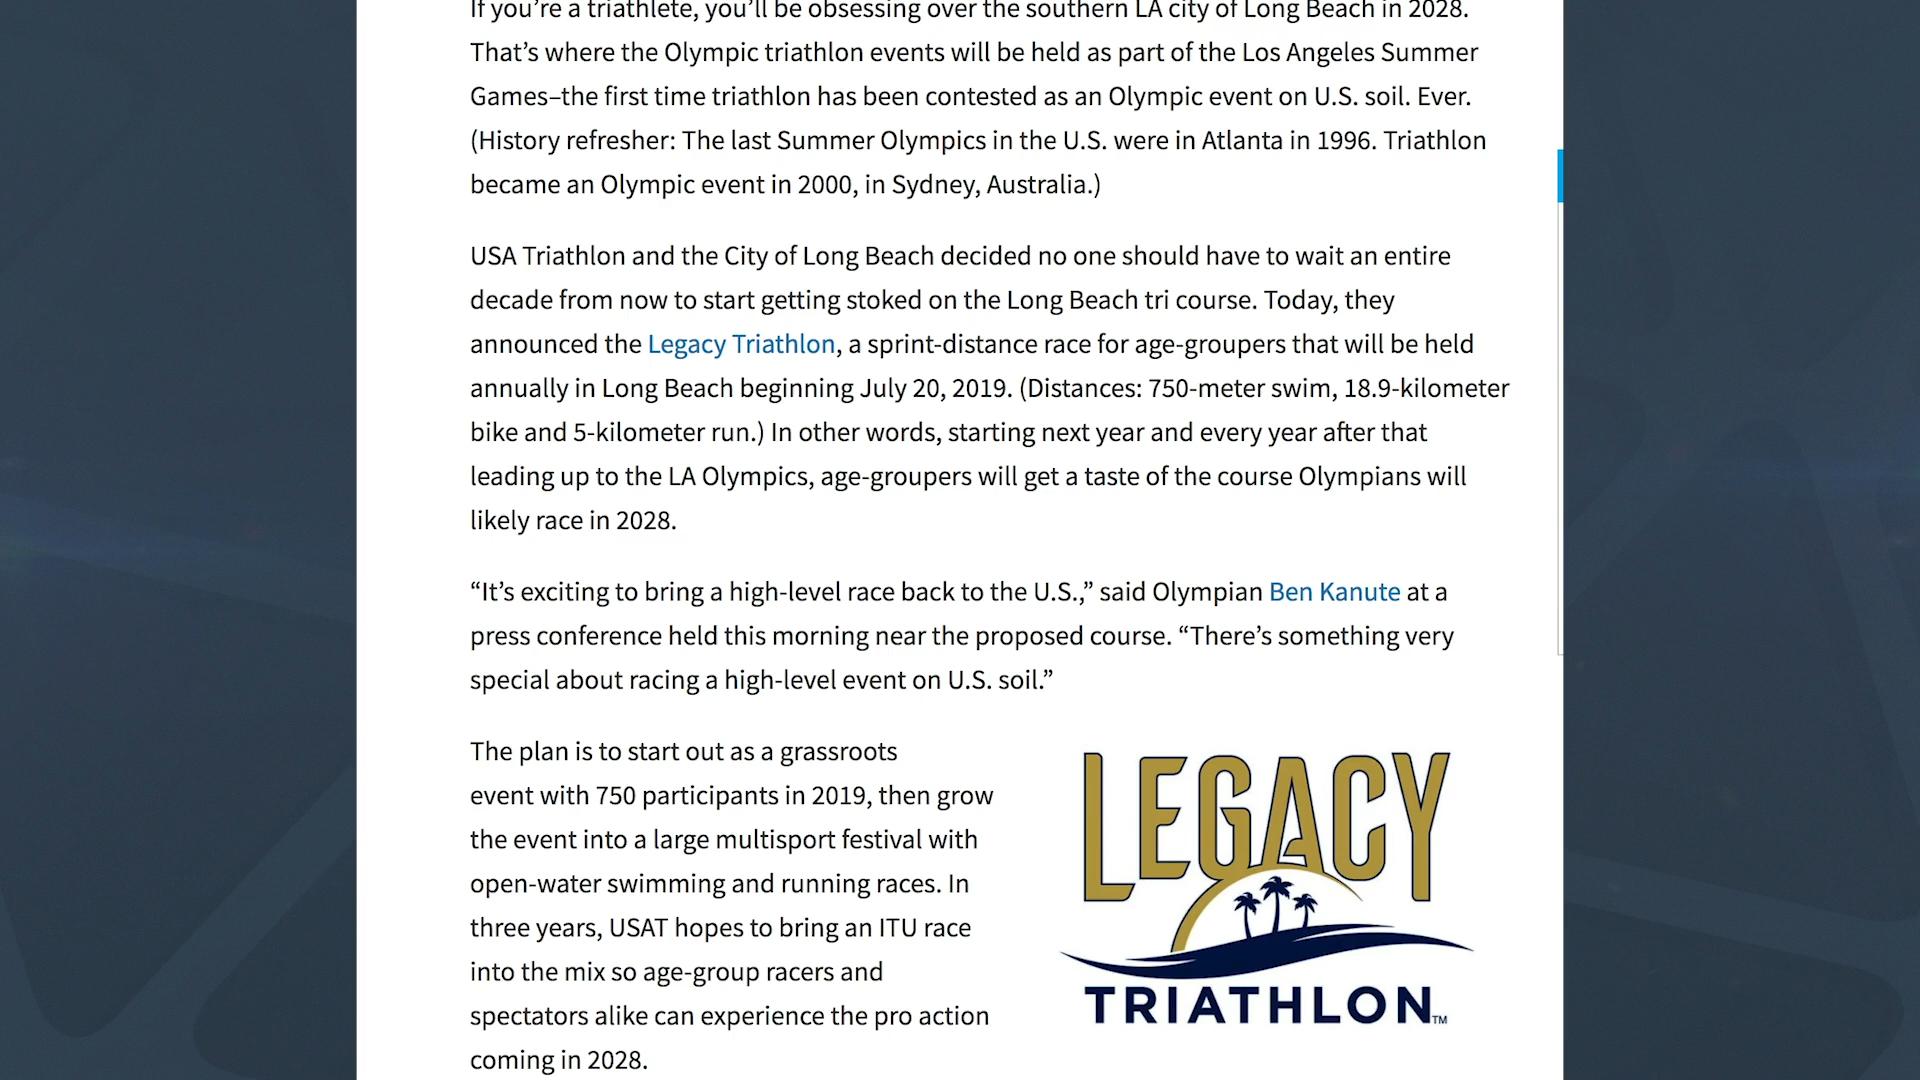 If you’re a triathlete, you’ll be obsessing over the southern LA city of Long Beach in 2028.
That’s where the Olympic triathlon events will be held as part of the Los Angeles Summer
Games–the first time triathlon has been contested as an Olympic event on U.S. soil. Ever.
(History refresher: The last Summer Olympics in the U.S. were in Atlanta in 1996. Triathlon
became an Olympic event in 2000, in Sydney, Australia.)
USA Triathlon and the City of Long Beach decided no one should have to wait an entire
decade from now to start getting stoked on the Long Beach tri course. Today, they
announced the Legacy Triathlon, a sprint-distance race for age-groupers that will be held
annually in Long Beach beginning July 20, 2019. (Distances: 750-meter swim, 18.9-kilometer
bike and 5-kilometer run.) In other words, starting next year and every year after that
leading up to the LA Olympics, age-groupers will get a taste of the course Olympians will
likely race in 2028.
“It’s exciting to bring a high-level race back to the U.S.,” said Olympian Ben Kanute at a
press conference held this morning near the proposed course. “There’s something very
special about racing a high-level event on U.S. soil.”
The plan is to start out as a grassroots
event with 750 participants in 2019, then grow
the event into a large multisport festival with
open-water swimming and running races. In
three years, USAT hopes to bring an ITU race
into the mix so age-group racers and
spectators alike can experience the pro action
coming in 2028.
LEGACY
TRIATHLON™